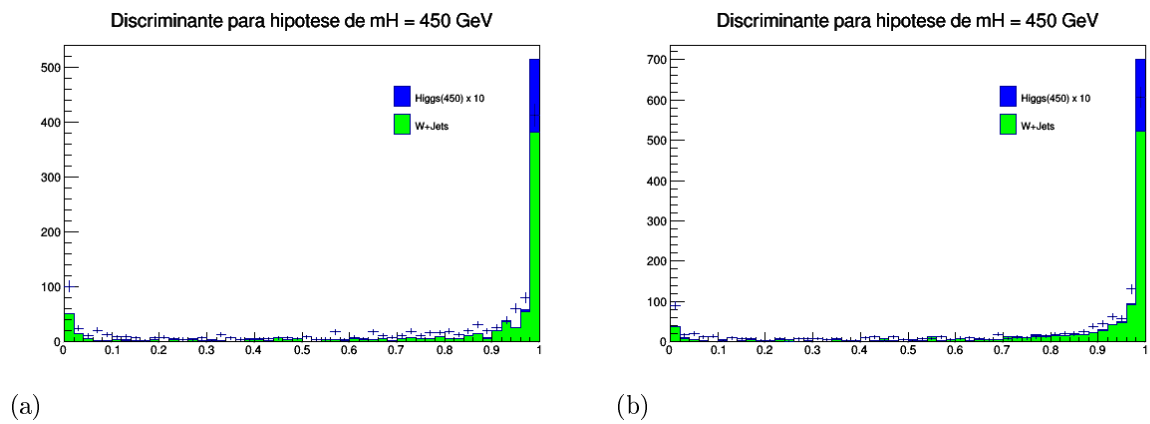 Discriminante para hipotese de mH = 450 GeV
500
400
300
200
100
0
Higgs(450) x 10
W+Jets
0 0.1 0.2 0.3 0.4 0.5 0.6 0.7 0.8 0.9 1
(a)
Discriminante para hipotese de mH = 450 GeV
700
600
500
400
300
200
100
0
Higgs(450) x 10
W+Jets
0 0.1 0.2 0.3 0.4 0.5 0.6 0.7 0.8 0.9 1
(b)